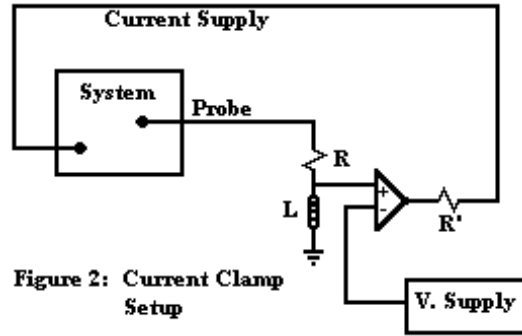 Current Supply
System
Probe
R
+
L
-
R'
Figure 2: Current Clamp
Setup
V. Supply